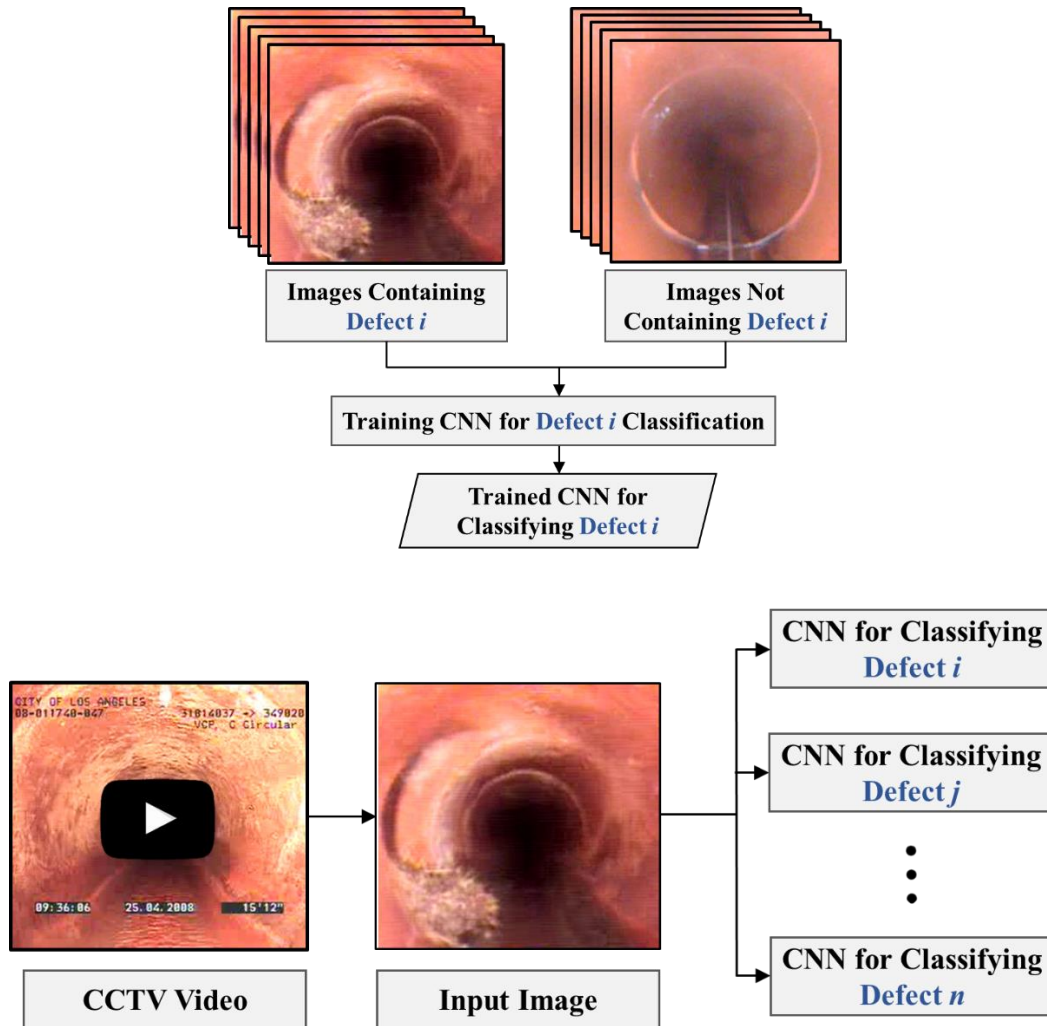 Images Containing
Defect i
Images Not
Containing Defect i
Training CNN for Defect i Classification
Trained CNN for
Classifying Defect i
CITY OF LOS ANGELES
08-011740-047
31014037 -> 349020
VCP, C Circular
09:36:06 25.04.2008 15'12"
CCTV Video
Input Image
CNN for Classifying
Defect i
CNN for Classifying
Defect j
CNN for Classifying
Defect n